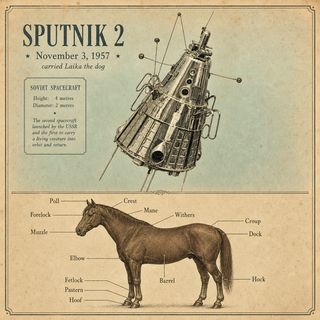 SPUTNIK 2
★ November 3, 1957 ★
carried Laika the dog
SOVIET SPACECRAFT
Height: 4 metres
Diameter: 2 metres
The second spacecraft
launched by the USSR
and the first to carry
a living creature into
orbit and return.
Poll
Crest
Forelock
Mane
Withers
Muzzle
Croup
Dock
Elbow
Fetlock
Barrel
Hock
Pastern
Hoof